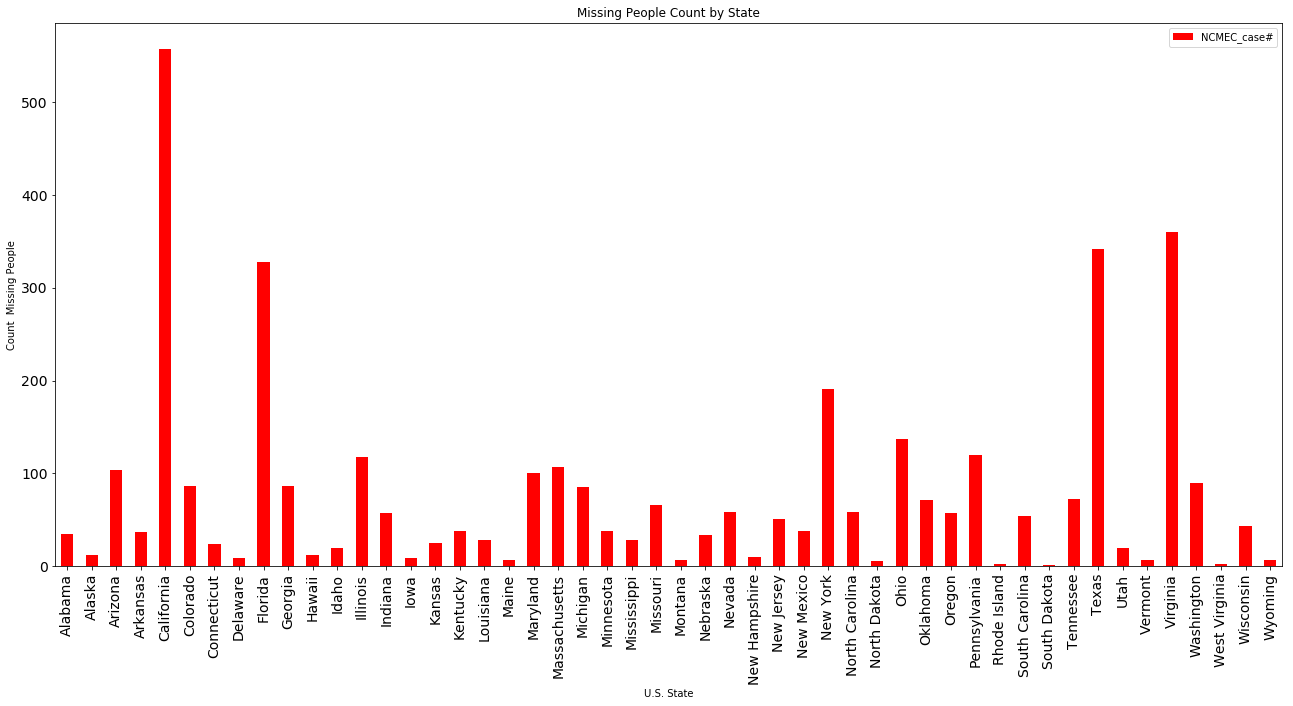 Missing People Count by State
NCMEC_case#
500
400
300
200
100
0
Count  Missing People
Alabama
Alaska
Arizona
Arkansas
California
Colorado
Connecticut
Delaware
Florida
Georgia
Hawaii
Idaho
Illinois
Indiana
Iowa
Kansas
Kentucky
Louisiana
Maine
Maryland
Massachusetts
Michigan
Minnesota
Mississippi
Missouri
Montana
Nebraska
Nevada
New Hampshire
New Jersey
New Mexico
New York
North Carolina
North Dakota
Ohio
Oklahoma
Oregon
Pennsylvania
Rhode Island
South Carolina
South Dakota
Tennessee
Texas
Utah
Vermont
Virginia
Washington
West Virginia
Wisconsin
Wyoming
U.S. State